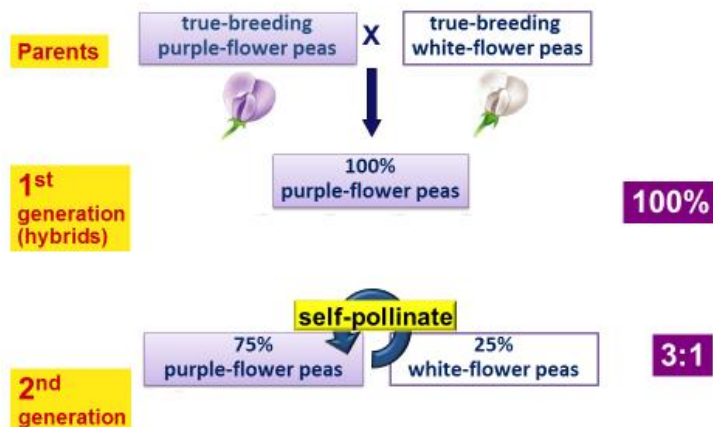 Parents
true-breeding
purple-flower peas
X
true-breeding
white-flower peas
1st
generation
(hybrids)
100%
purple-flower peas
100%
self-pollinate
2nd
generation
75%
purple-flower peas
25%
white-flower peas
3:1